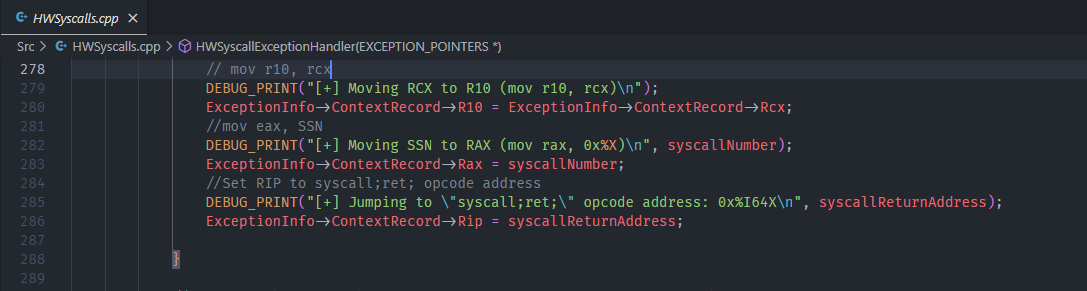 HWSyscalls.cpp ×
Src > HWSyscalls.cpp > HWSyscallExceptionHandler(EXCEPTION_POINTERS *)
278 // mov r10, rcx
279 DEBUG_PRINT("[+] Moving RCX to R10 (mov r10, rcx)\n");
280 ExceptionInfo->ContextRecord->R10 = ExceptionInfo->ContextRecord->Rcx;
281 //mov eax, SSN
282 DEBUG_PRINT("[+] Moving SSN to RAX (mov rax, 0x%X)\n", syscallNumber);
283 ExceptionInfo->ContextRecord->Rax = syscallNumber;
284 //Set RIP to syscall;ret; opcode address
285 DEBUG_PRINT("[+] Jumping to \"syscall;ret;\" opcode address: 0x%I64X\n", syscallReturnAddress);
286 ExceptionInfo->ContextRecord->Rip = syscallReturnAddress;
287
288 }
289